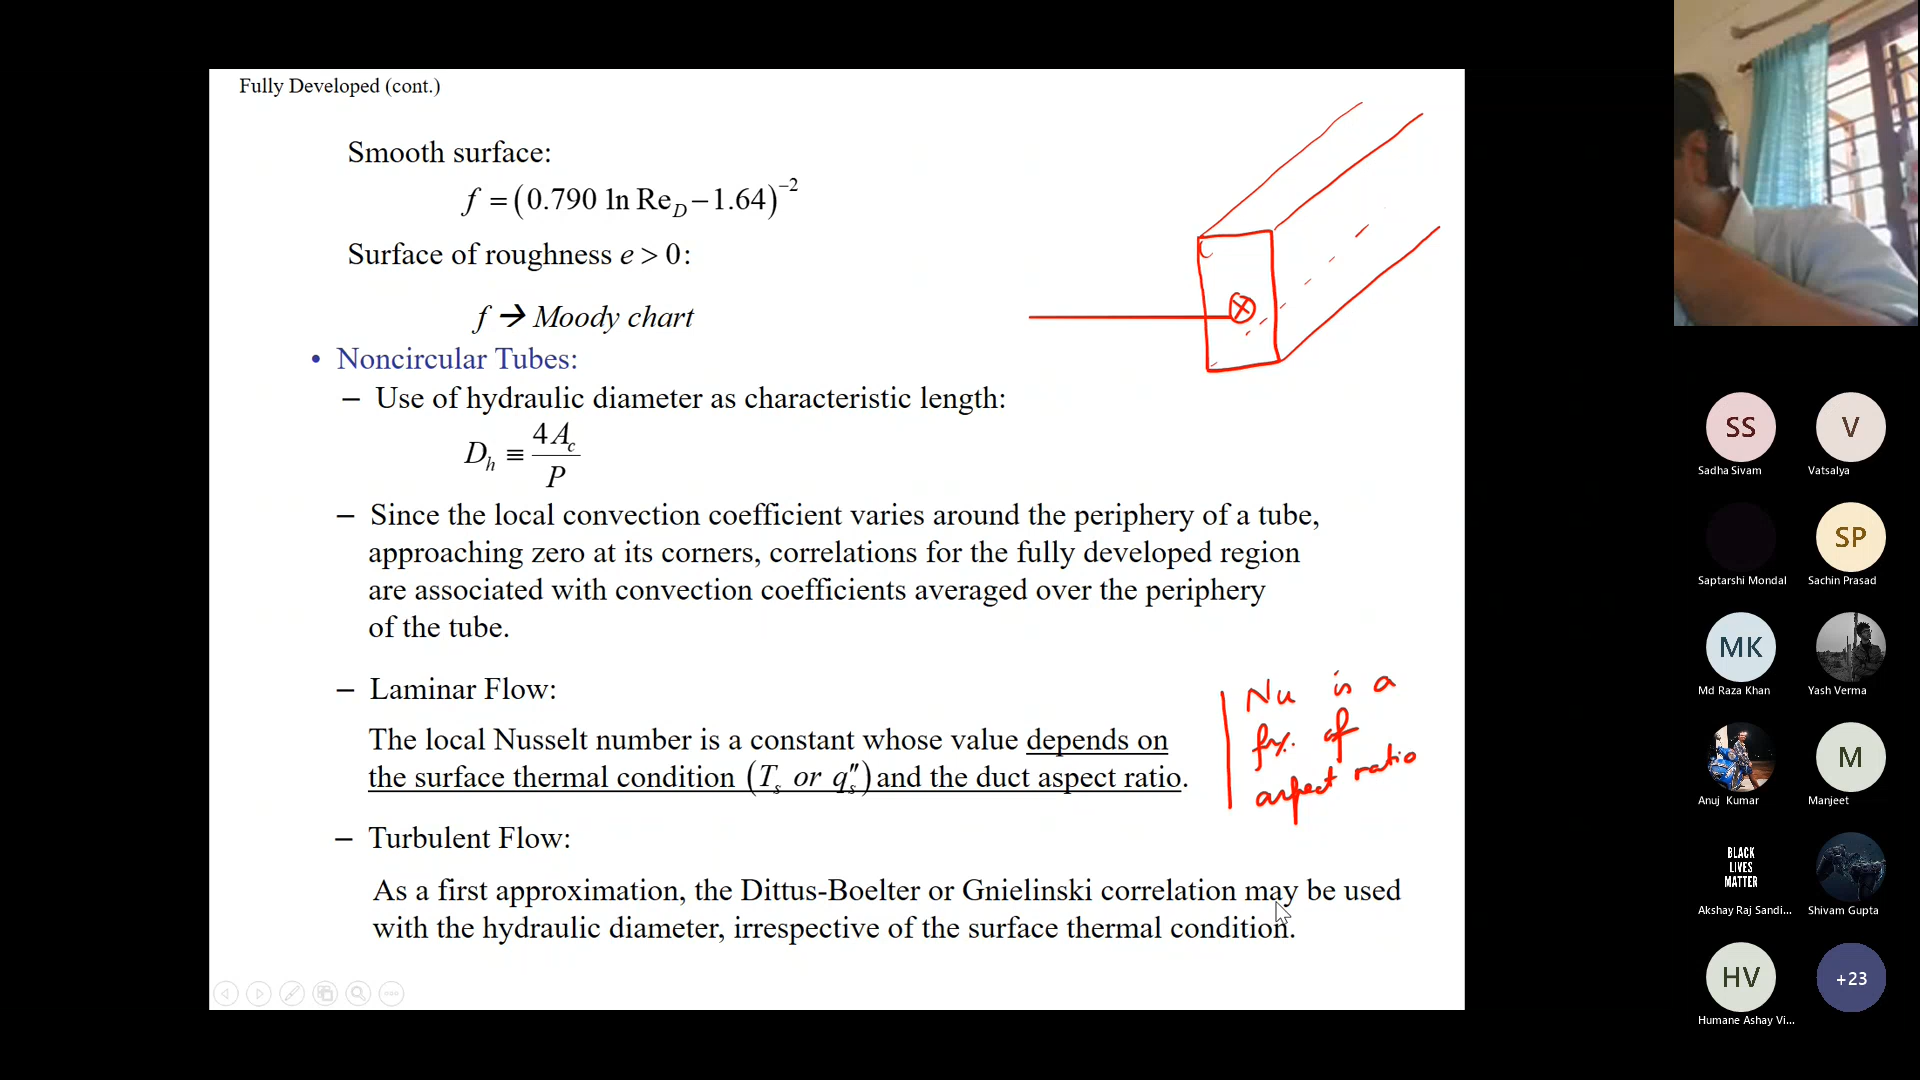 Fully Developed (cont.)
Smooth surface:
f = (0.790 ln Re_D − 1.64)^−2
Surface of roughness e > 0:
f → Moody chart
• Noncircular Tubes:
– Use of hydraulic diameter as characteristic length:
D_h ≡ 4A_c / P
– Since the local convection coefficient varies around the periphery of a tube,
approaching zero at its corners, correlations for the fully developed region
are associated with convection coefficients averaged over the periphery
of the tube.
– Laminar Flow:
The local Nusselt number is a constant whose value depends on
the surface thermal condition (T_s or q″_s) and the duct aspect ratio.
Nu is a
fn. of
aspect ratio
– Turbulent Flow:
As a first approximation, the Dittus-Boelter or Gnielinski correlation may be used
with the hydraulic diameter, irrespective of the surface thermal condition.
SS
Sadha Sivam
V
Vatsalya
Saptarshi Mondal
SP
Sachin Prasad
MK
Md Raza Khan
Yash Verma
Anuj Kumar
M
Manjeet
BLACK
LIVES
MATTER
Akshay Raj Sandi...
Shivam Gupta
HV
Humane Ashay Vi...
+23